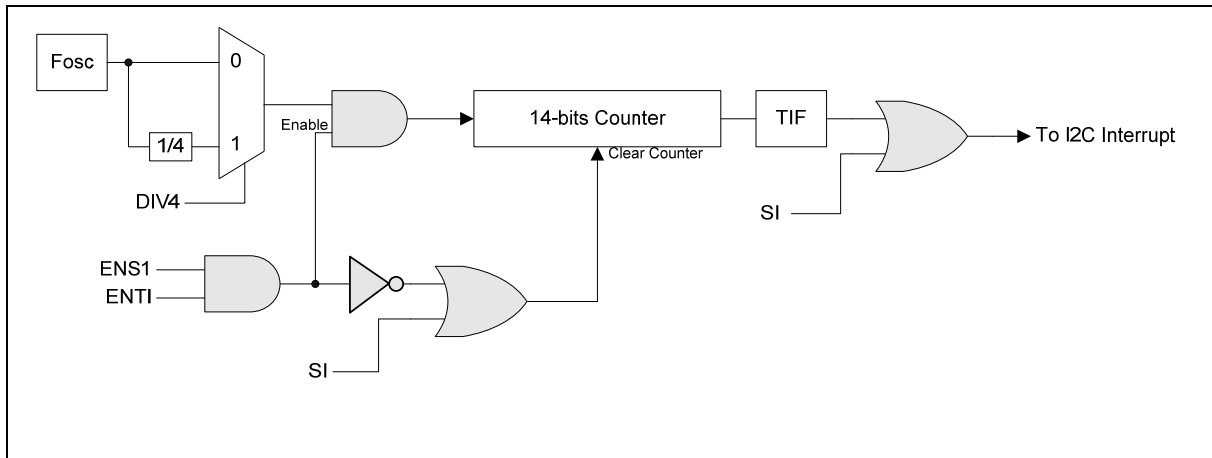 Fosc
0
1/4
1
Enable
14-bits Counter
TIF
To I2C Interrupt
Clear Counter
DIV4
SI
ENS1
ENTI
SI